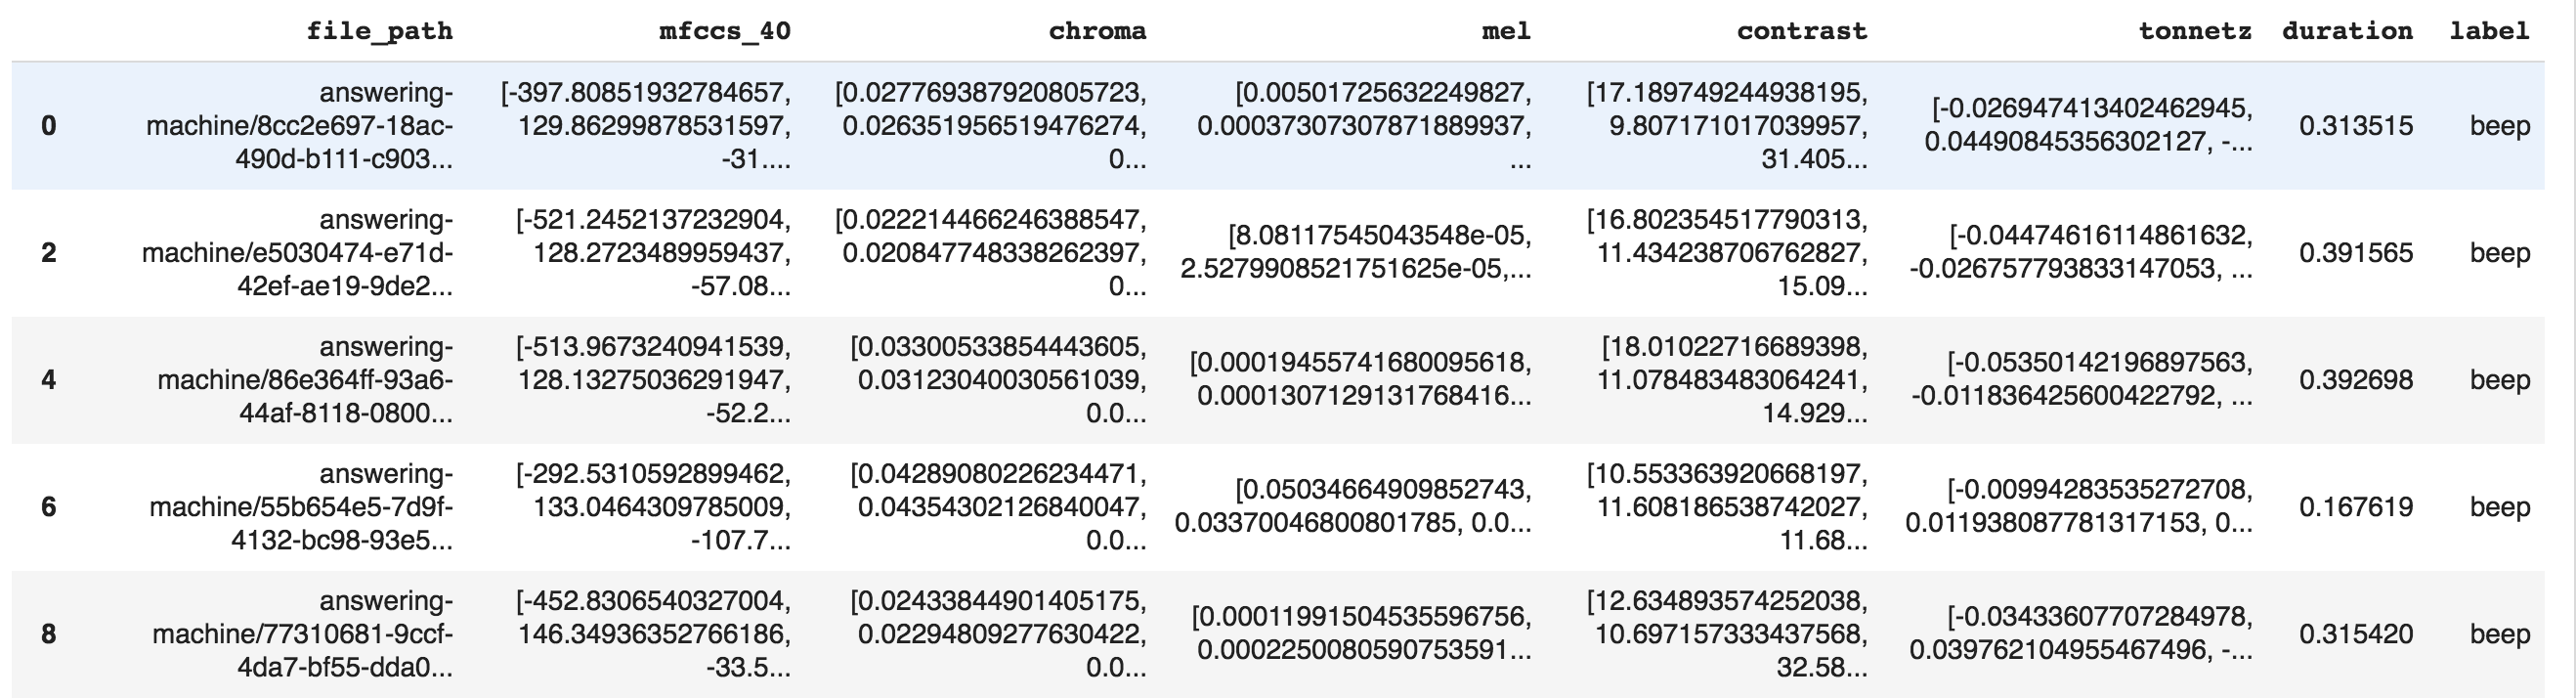 file_path mfccs_40 chroma mel contrast tonnetz duration label
0 answering-machine/8cc2e697-18ac-490d-b111-c903... [-397.80851932784657, 129.86299878531597, -31.... [0.027769387920805723, 0.026351956519476274, 0... [0.00501725632249827, 0.00037307307871889937, ... [17.189749244938195, 9.807171017039957, 31.405... [-0.026947413402462945, 0.04490845356302127, -... 0.313515 beep
2 answering-machine/e5030474-e71d-42ef-ae19-9de2... [-521.2452137232904, 128.2723489959437, -57.08... [0.022214466246388547, 0.020847748338262397, 0... [8.08117545043548e-05, 2.5279908521751625e-05,... [16.802354517790313, 11.434238706762827, 15.09... [-0.04474616114861632, -0.026757793833147053, ... 0.391565 beep
4 answering-machine/86e364ff-93a6-44af-8118-0800... [-513.9673240941539, 128.13275036291947, -52.2... [0.03300533854443605, 0.03123040030561039, 0.0... [0.00019455741680095618, 0.0001307129131768416... [18.01022716689398, 11.078483483064241, 14.929... [-0.05350142196897563, -0.011836425600422792, ... 0.392698 beep
6 answering-machine/55b654e5-7d9f-4132-bc98-93e5... [-292.5310592899462, 133.0464309785009, -107.7... [0.04289080226234471, 0.04354302126840047, 0.0... [0.05034664909852743, 0.03370046800801785, 0.0... [10.553363920668197, 11.608186538742027, 11.68... [-0.00994283535272708, 0.011938087781317153, 0... 0.167619 beep
8 answering-machine/77310681-9ccf-4da7-bf55-dda0... [-452.8306540327004, 146.34936352766186, -33.5... [0.02433844901405175, 0.02294809277630422, 0.0... [0.00011991504535596756, 0.0002250080590753591... [12.634893574252038, 10.697157333437568, 32.58... [-0.03433607707284978, 0.039762104955467496, -... 0.315420 beep